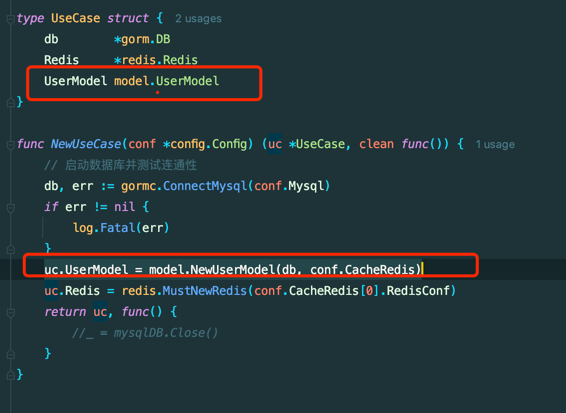 type UseCase struct { 2 usages
db *gorm.DB
Redis *redis.Redis
UserModel model.UserModel
}
func NewUseCase(conf *config.Config) (uc *UseCase, clean func()) { 1 usage
// 启动数据库并测试连通性
db, err := gormc.ConnectMysql(conf.Mysql)
if err != nil {
log.Fatal(err)
}
uc.UserModel = model.NewUserModel(db, conf.CacheRedis)
uc.Redis = redis.MustNewRedis(conf.CacheRedis[0].RedisConf)
return uc, func() {
//_ = mysqlDB.Close()
}
}